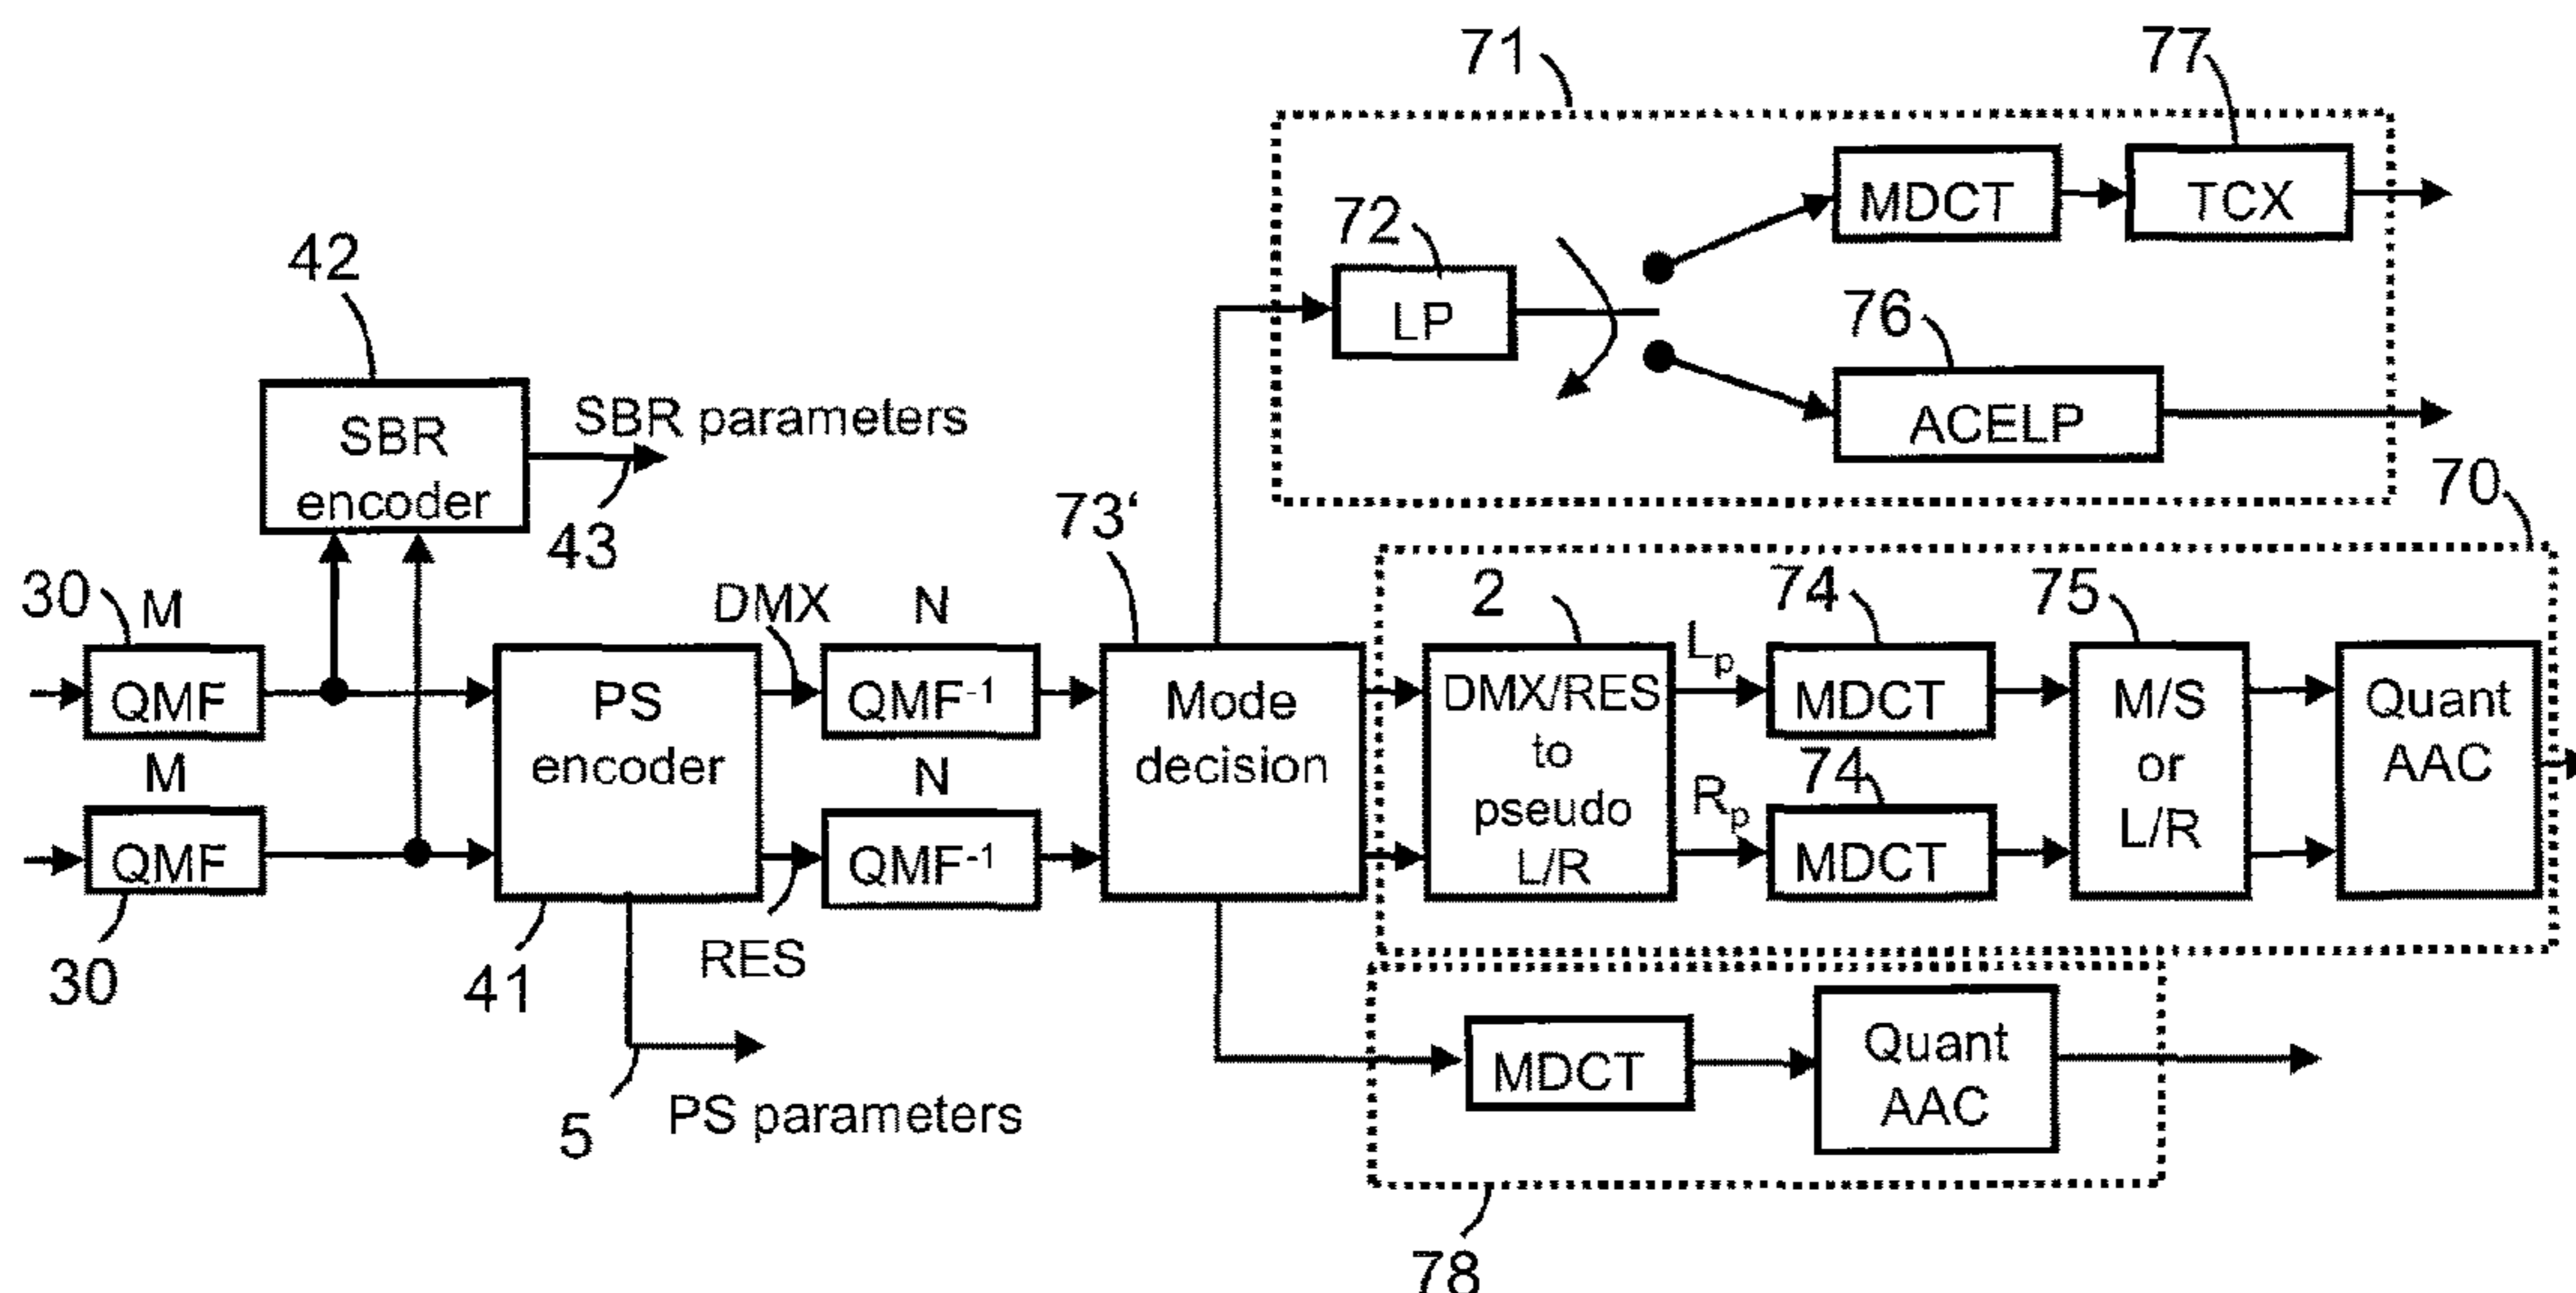 71
77
MDCT
TCX
72
LP
42
76
SBR
encoder
SBR parameters
ACELP
43
73‘
70
30
M
DMX
N
2
74
75
QMF
PS
encoder
QMF⁻¹
Mode
decision
DMX/RES
to
pseudo
L/R
Lₚ
MDCT
M/S
or
L/R
Quant
AAC
M
N
Rₚ
74
QMF
QMF⁻¹
MDCT
30
41
RES
MDCT
Quant
AAC
5
PS parameters
78